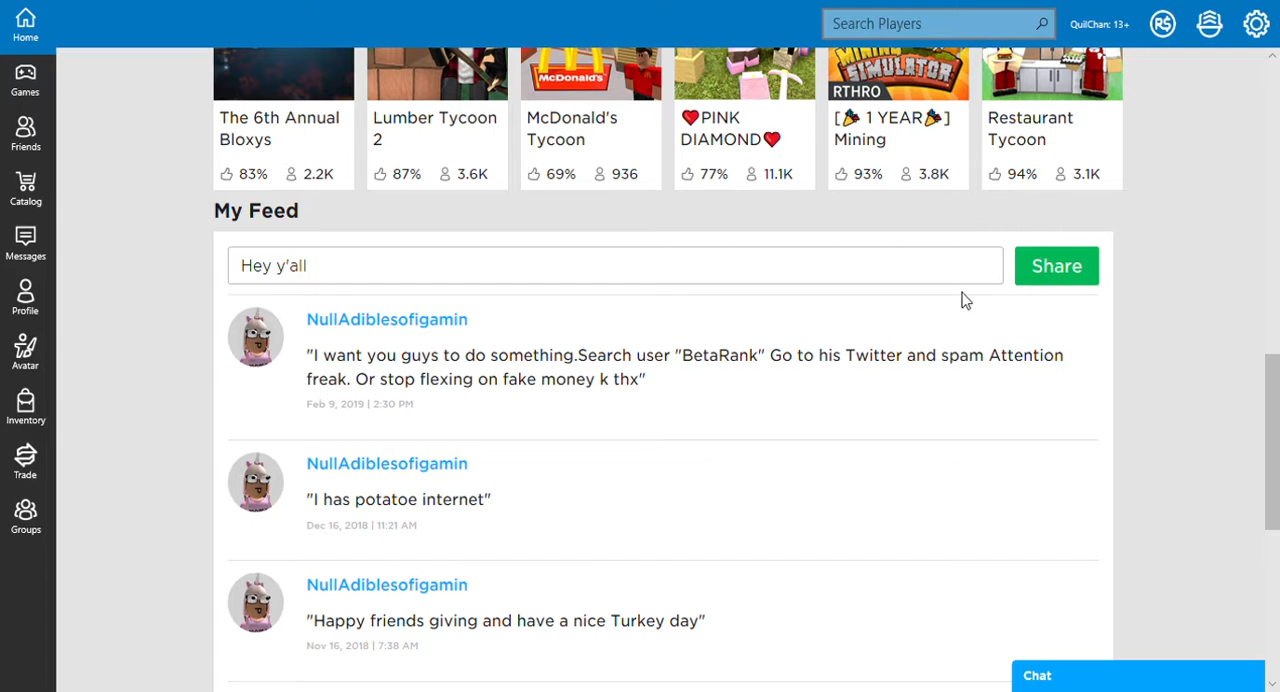 Home
Search Players
QuilChan: 13+
R$
Games
Friends
Catalog
Messages
Profile
Avatar
Inventory
Trade
Groups
McDonald's
MINING
SIMULATOR
RTHRO
The 6th Annual
Bloxys
83% 2.2K
Lumber Tycoon
2
87% 3.6K
McDonald's
Tycoon
69% 936
❤️PINK
DIAMOND❤️
77% 11.1K
[🎉 1 YEAR🎉]
Mining
93% 3.8K
Restaurant
Tycoon
94% 3.1K
My Feed
Hey y'all
Share
NullAdiblesofigamin
"I want you guys to do something.Search user "BetaRank" Go to his Twitter and spam Attention
freak. Or stop flexing on fake money k thx"
Feb 9, 2019 | 2:30 PM
NullAdiblesofigamin
"I has potatoe internet"
Dec 16, 2018 | 11:21 AM
NullAdiblesofigamin
"Happy friends giving and have a nice Turkey day"
Nov 16, 2018 | 7:38 AM
Chat